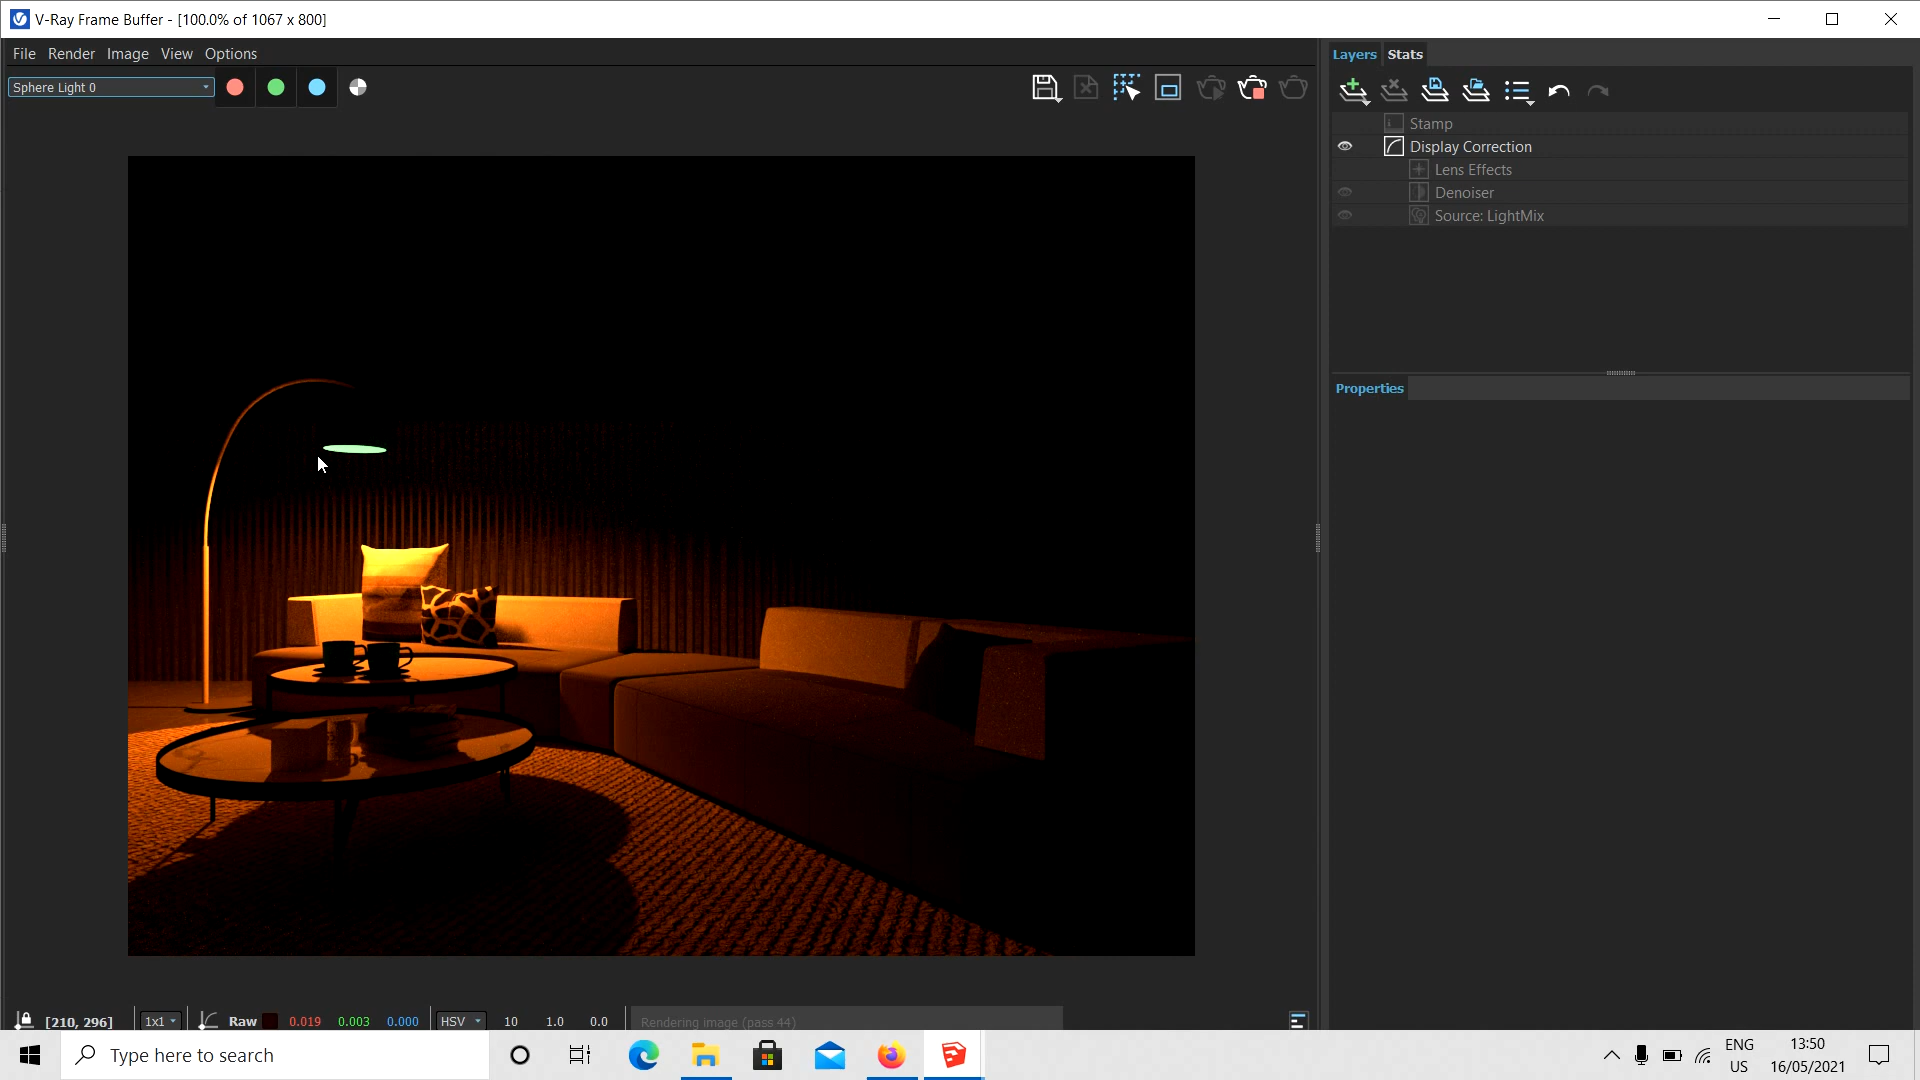 V-Ray Frame Buffer - [100.0% of 1067 x 800]
File Render Image View Options
Layers Stats
Sphere Light 0
Stamp
Display Correction
Lens Effects
Denoiser
Source: LightMix
Properties
[210, 296] 1x1 Raw 0.019 0.003 0.000 HSV 10 1.0 0.0 Rendering image (pass 44)
Type here to search
ENG
US
13:50
16/05/2021